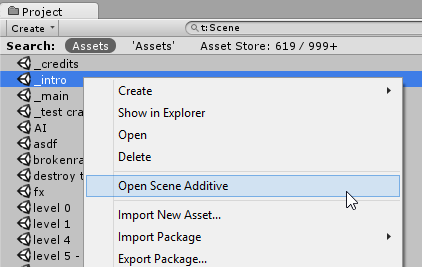 Project
Create
t:Scene
Search: Assets 'Assets' Asset Store: 619 / 999+
_credits
_intro
_main
_test cra
AI
asdf
brokenra
destroy t
fx
level 0
level 1
level 4
level 5 -
Create
Show in Explorer
Open
Delete
Open Scene Additive
Import New Asset...
Import Package
Export Package...